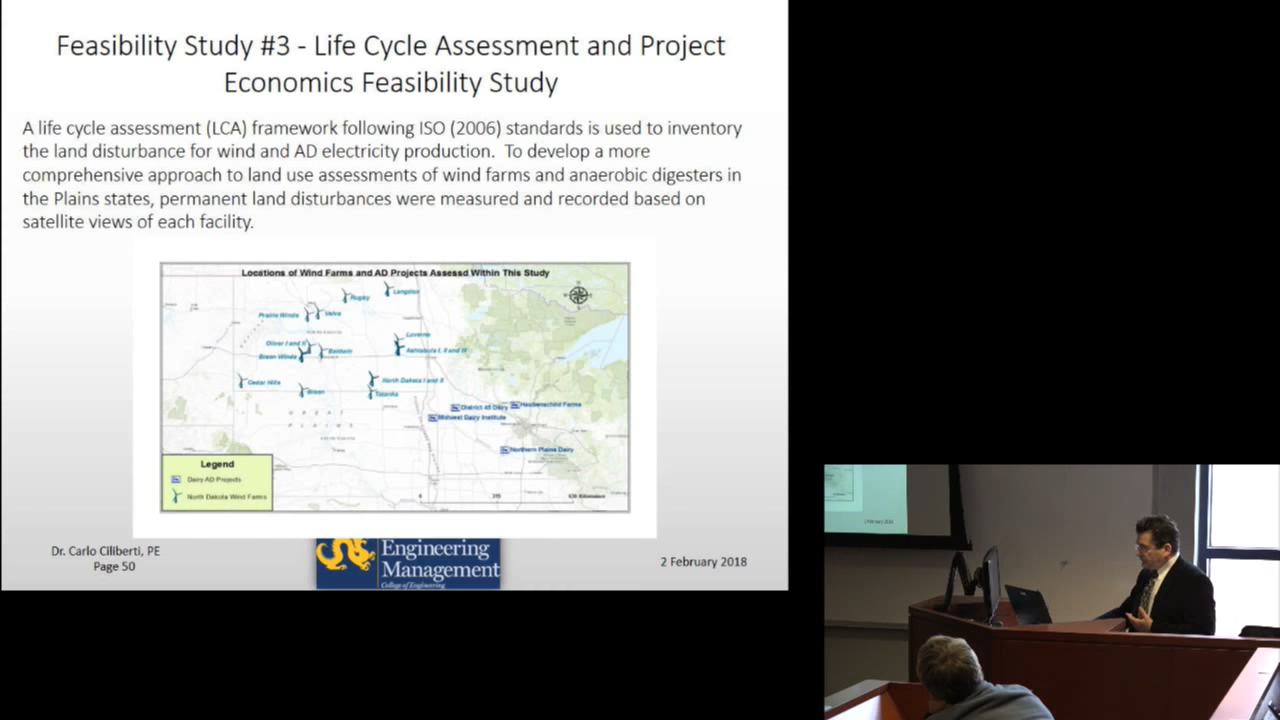 Feasibility Study #3 - Life Cycle Assessment and Project
Economics Feasibility Study
A life cycle assessment (LCA) framework following ISO (2006) standards is used to inventory
the land disturbance for wind and AD electricity production. To develop a more
comprehensive approach to land use assessments of wind farms and anaerobic digesters in
the Plains states, permanent land disturbances were measured and recorded based on
satellite views of each facility.
Locations of Wind Farms and AD Projects Assessd Within This Study
Langdon
Rugby
Prairie Winds
Velva
Luverne
Oliver I and II
Baldwin
Ashtabula I, II and III
Bison Winds
Cedar Hills
North Dakota I and II
Tatanka
District 45 Dairy
Haubenschild Farms
Midwest Dairy Institute
GREAT
PLAINS
Northern Plains Dairy
Legend
Dairy AD Projects
North Dakota Wind Farms
Dr. Carlo Ciliberti, PE
Page 50
Engineering
Management
College of Engineering
2 February 2018